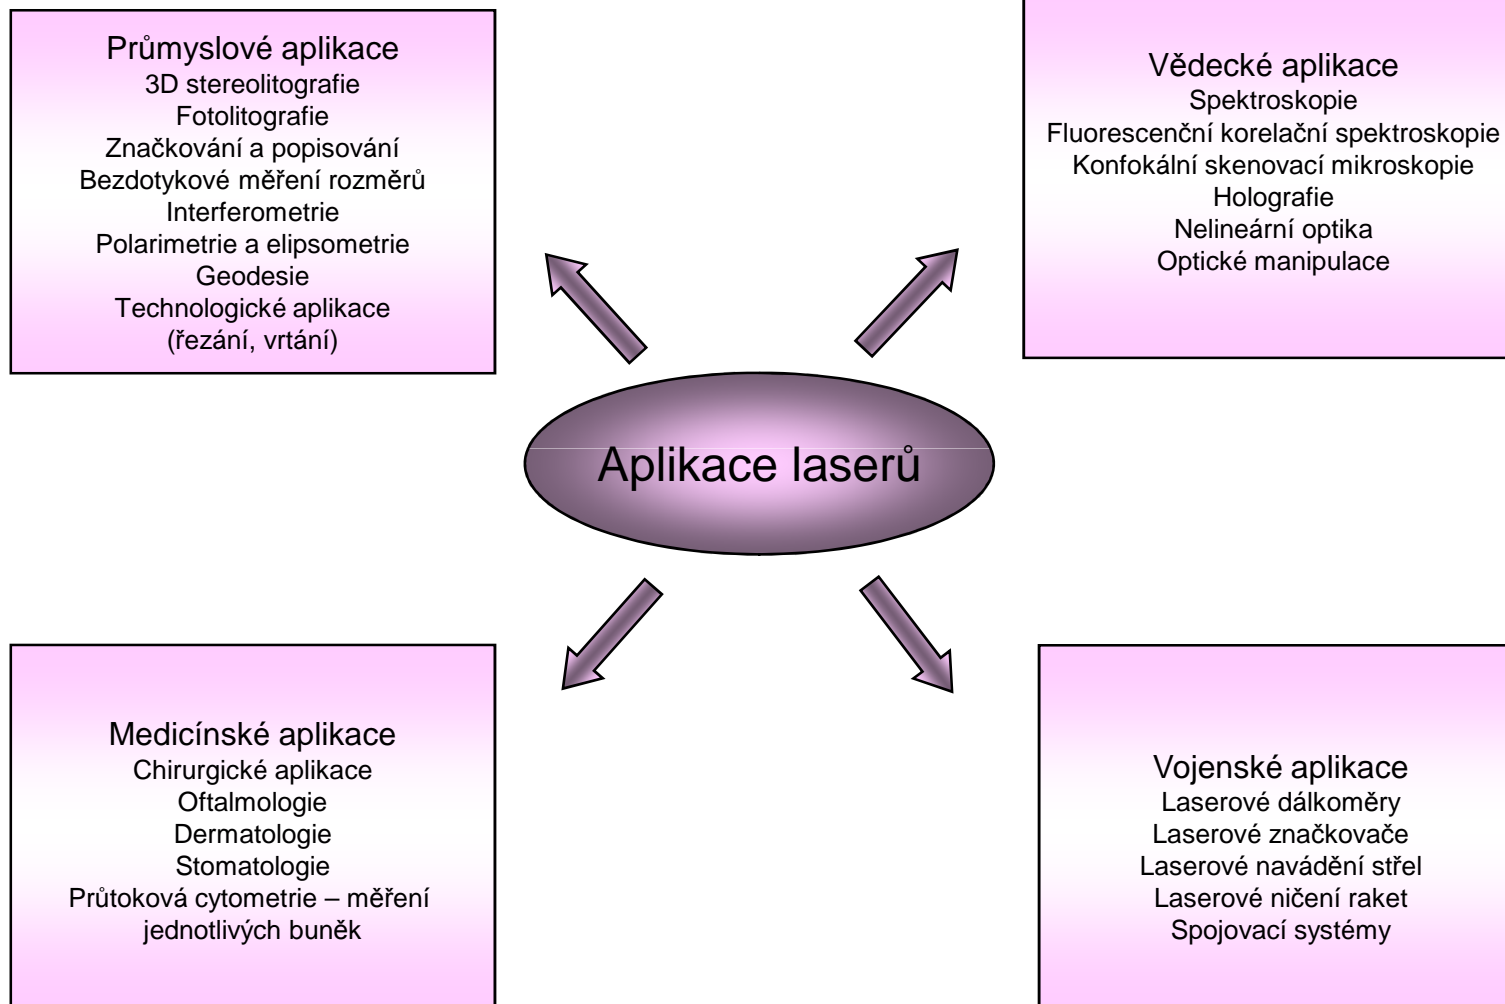 Průmyslové aplikace
3D stereolitografie
Fotolitografie
Značkování a popisování
Bezdotykové měření rozměrů
Interferometrie
Polarimetrie a elipsometrie
Geodesie
Technologické aplikace
(řezání, vrtání)
Vědecké aplikace
Spektroskopie
Fluorescenční korelační spektroskopie
Konfokální skenovací mikroskopie
Holografie
Nelineární optika
Optické manipulace
Aplikace laserů
Medicínské aplikace
Chirurgické aplikace
Oftalmologie
Dermatologie
Stomatologie
Průtoková cytometrie – měření
jednotlivých buněk
Vojenské aplikace
Laserové dálkoměry
Laserové značkovače
Laserové navádění střel
Laserové ničení raket
Spojovací systémy